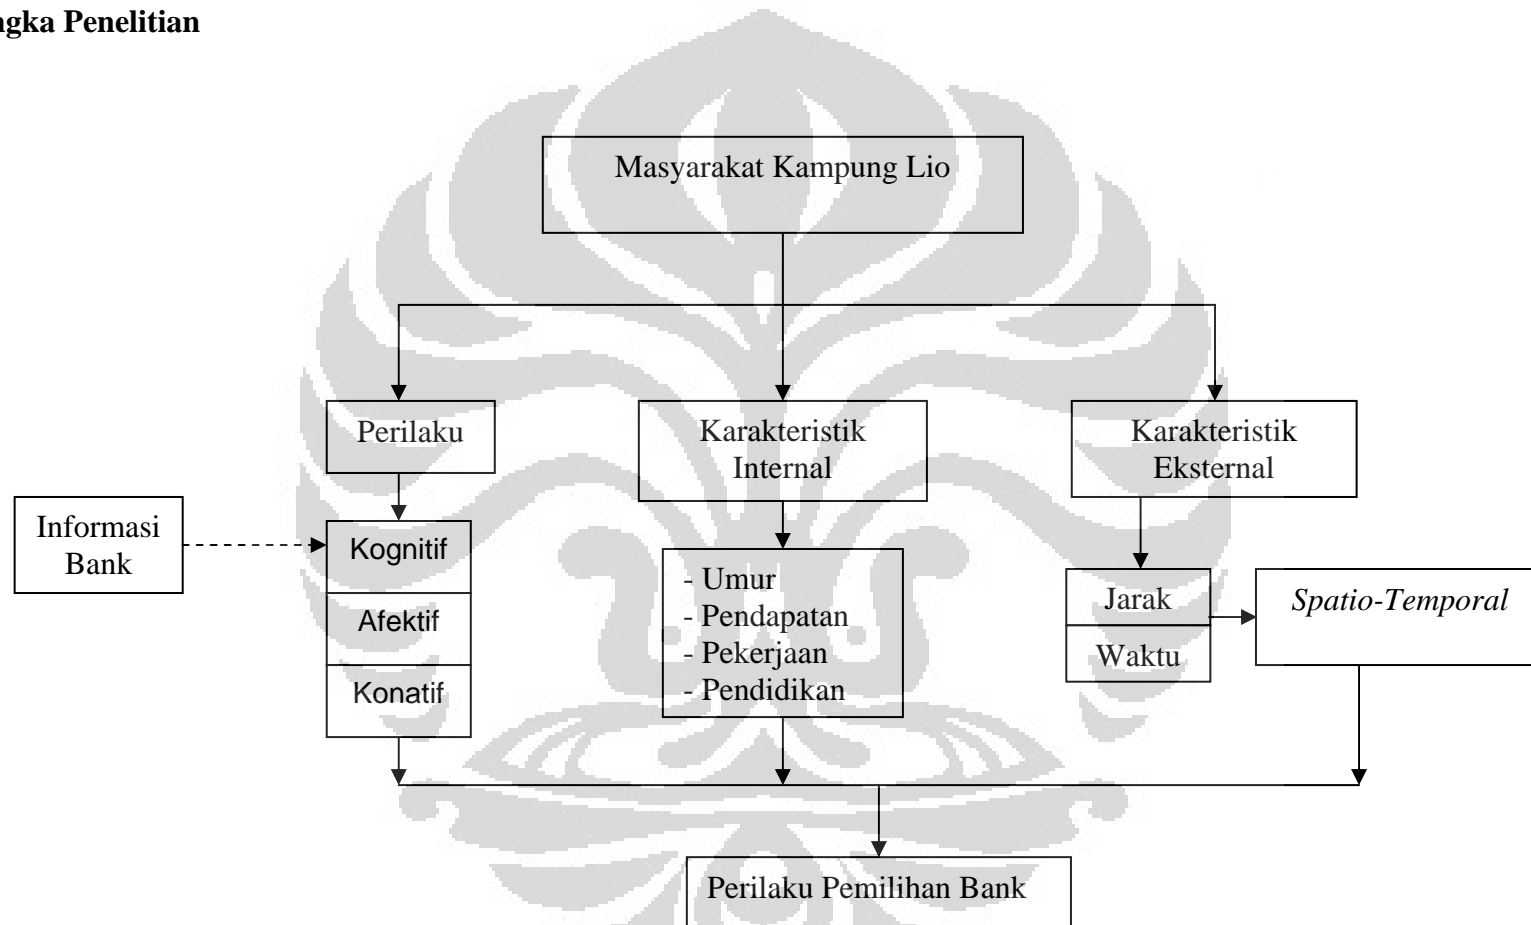 ngka Penelitian
Masyarakat Kampung Lio
Perilaku
Karakteristik
Internal
Karakteristik
Eksternal
Informasi
Bank
Kognitif
Afektif
Konatif
- Umur
- Pendapatan
- Pekerjaan
- Pendidikan
Jarak
Waktu
Spatio-Temporal
Perilaku Pemilihan Bank